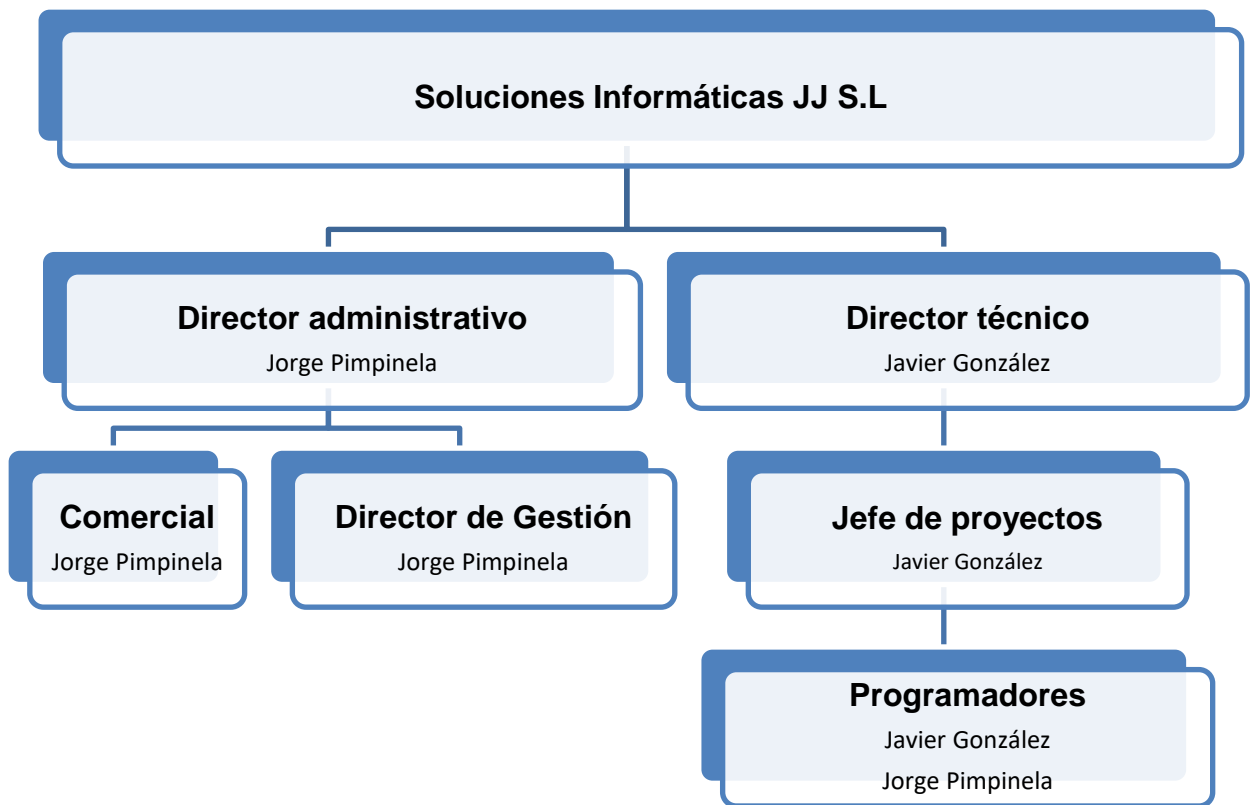 Soluciones Informáticas JJ S.L
Director administrativo
Jorge Pimpinela
Director técnico
Javier González
Comercial
Jorge Pimpinela
Director de Gestión
Jorge Pimpinela
Jefe de proyectos
Javier González
Programadores
Javier González
Jorge Pimpinela